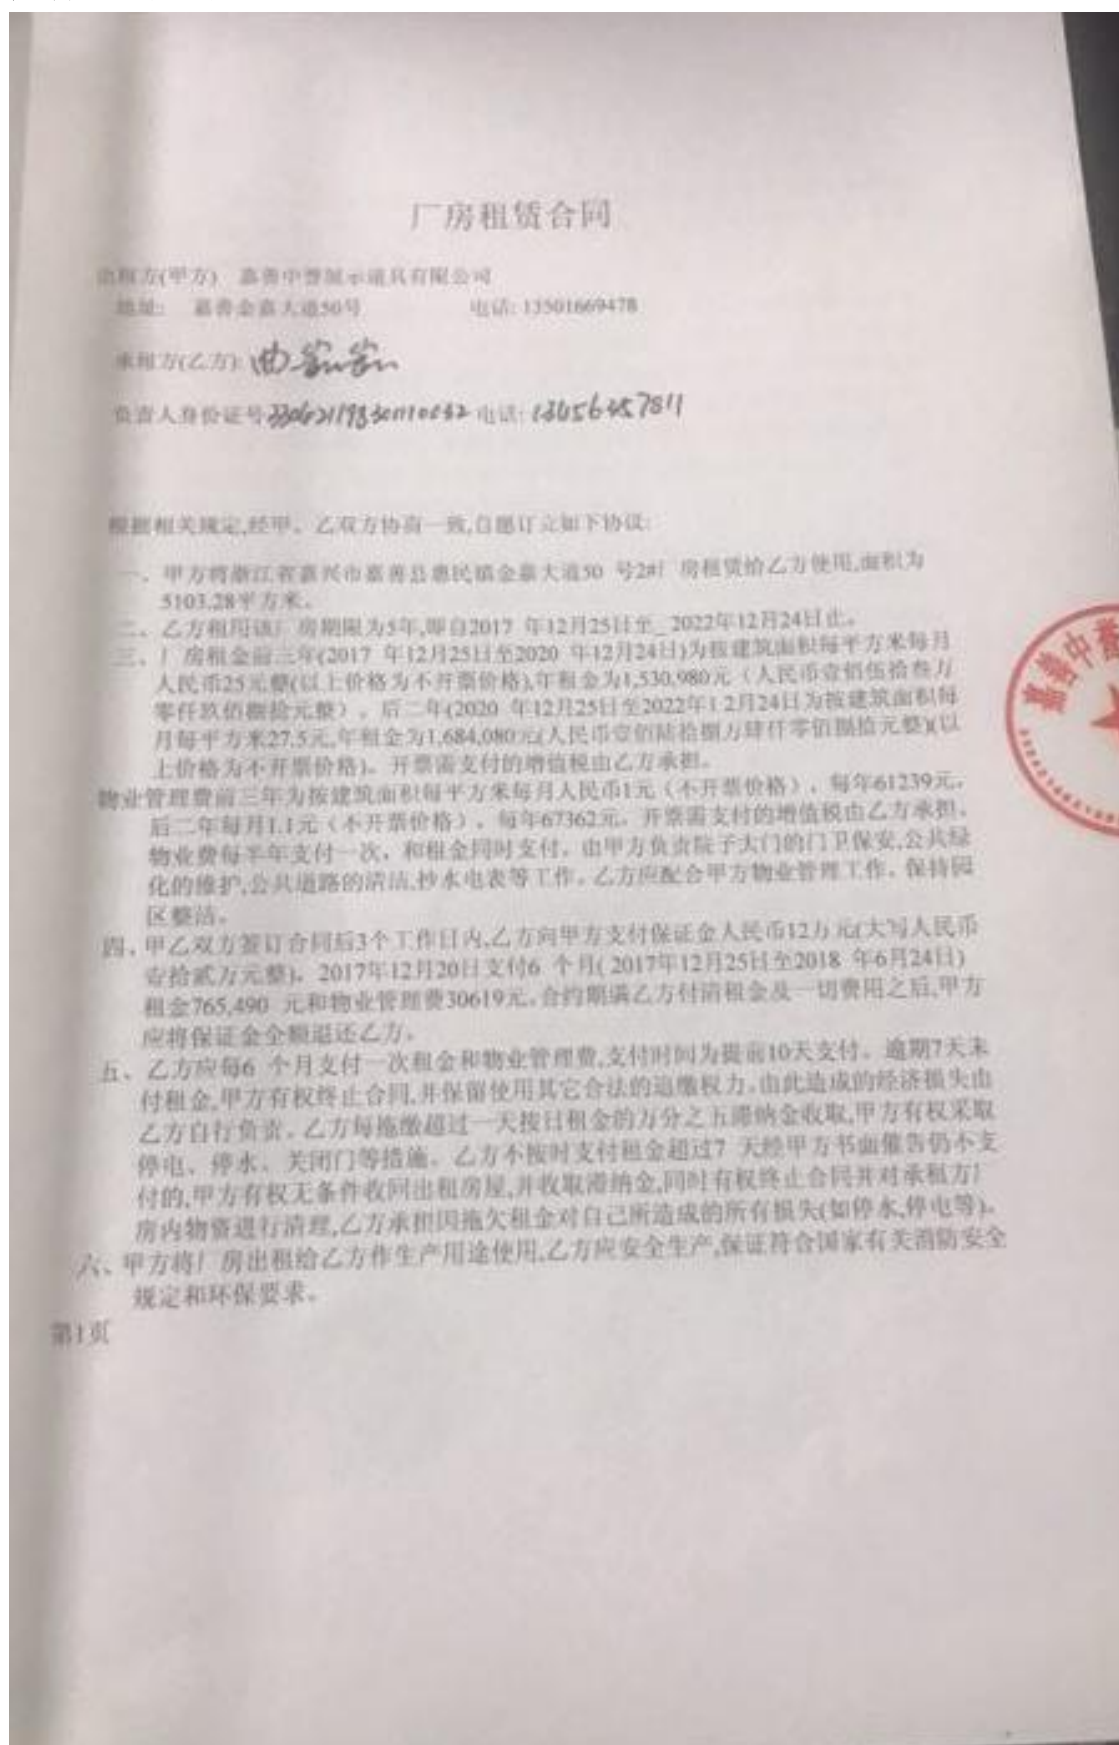 厂房租赁合同
出租方(甲方) 嘉善中誉展示道具有限公司
地址: 嘉善金嘉大道50号 电话: 13501669478
承租方(乙方): 曲
负责人身份证号 电话:
根据相关规定,经甲、乙双方协商一致,自愿订立如下协议:
一、甲方将浙江省嘉兴市嘉善县惠民镇金嘉大道50 号2#厂房租赁给乙方使用,面积为
5103.28平方米。
二、乙方租用该厂房期限为5年,即自2017 年12月25日至_ 2022年12月24日止。
三、厂房租金前三年(2017 年12月25日至2020 年12月24日)为按建筑面积每平方米每月
人民币25元整(以上价格为不开票价格),年租金为1,530,980元（人民币壹佰伍拾叁万
零仟玖佰捌拾元整）。后二年(2020 年12月25日至2022年12月24日为按建筑面积每
月每平方米27.5元,年租金为1,684,080元(人民币壹佰陆拾捌万肆仟零佰捌拾元整)(以
上价格为不开票价格)。开票需支付的增值税由乙方承担。
物业管理费前三年为按建筑面积每平方米每月人民币1元（不开票价格），每年61239元。
后二年每月1.1元（不开票价格），每年67362元。开票需支付的增值税由乙方承担。
物业费每半年支付一次，和租金同时支付。由甲方负责院子大门的门卫保安,公共绿
化的维护,公共道路的清洁,抄水电表等工作。乙方应配合甲方物业管理工作。保持园
区整洁。
四、甲乙双方签订合同后3个工作日内,乙方向甲方支付保证金人民币12万元(大写人民币
壹拾贰万元整)。2017年12月20日支付6 个月( 2017年12月25日至2018 年6月24日)
租金765,490 元和物业管理费30619元。合约期满乙方付清租金及一切费用之后,甲方
应将保证金全额退还乙方。
五、乙方应每6 个月支付一次租金和物业管理费,支付时间为提前10天支付。逾期7天未
付租金,甲方有权终止合同,并保留使用其它合法的追缴权力,由此造成的经济损失由
乙方自行负责。乙方每拖缴超过一天按日租金的万分之五滞纳金收取,甲方有权采取
停电、停水、关闭门等措施。乙方不按时支付租金超过7 天经甲方书面催告仍不支
付的,甲方有权无条件收回出租房屋,并收取滞纳金,同时有权终止合同并对承租方厂
房内物资进行清理,乙方承担因拖欠租金对自己所造成的所有损失(如停水,停电等)。
六、甲方将厂房出租给乙方作生产用途使用,乙方应安全生产,保证符合国家有关消防安全
规定和环保要求。
第1页
嘉善中